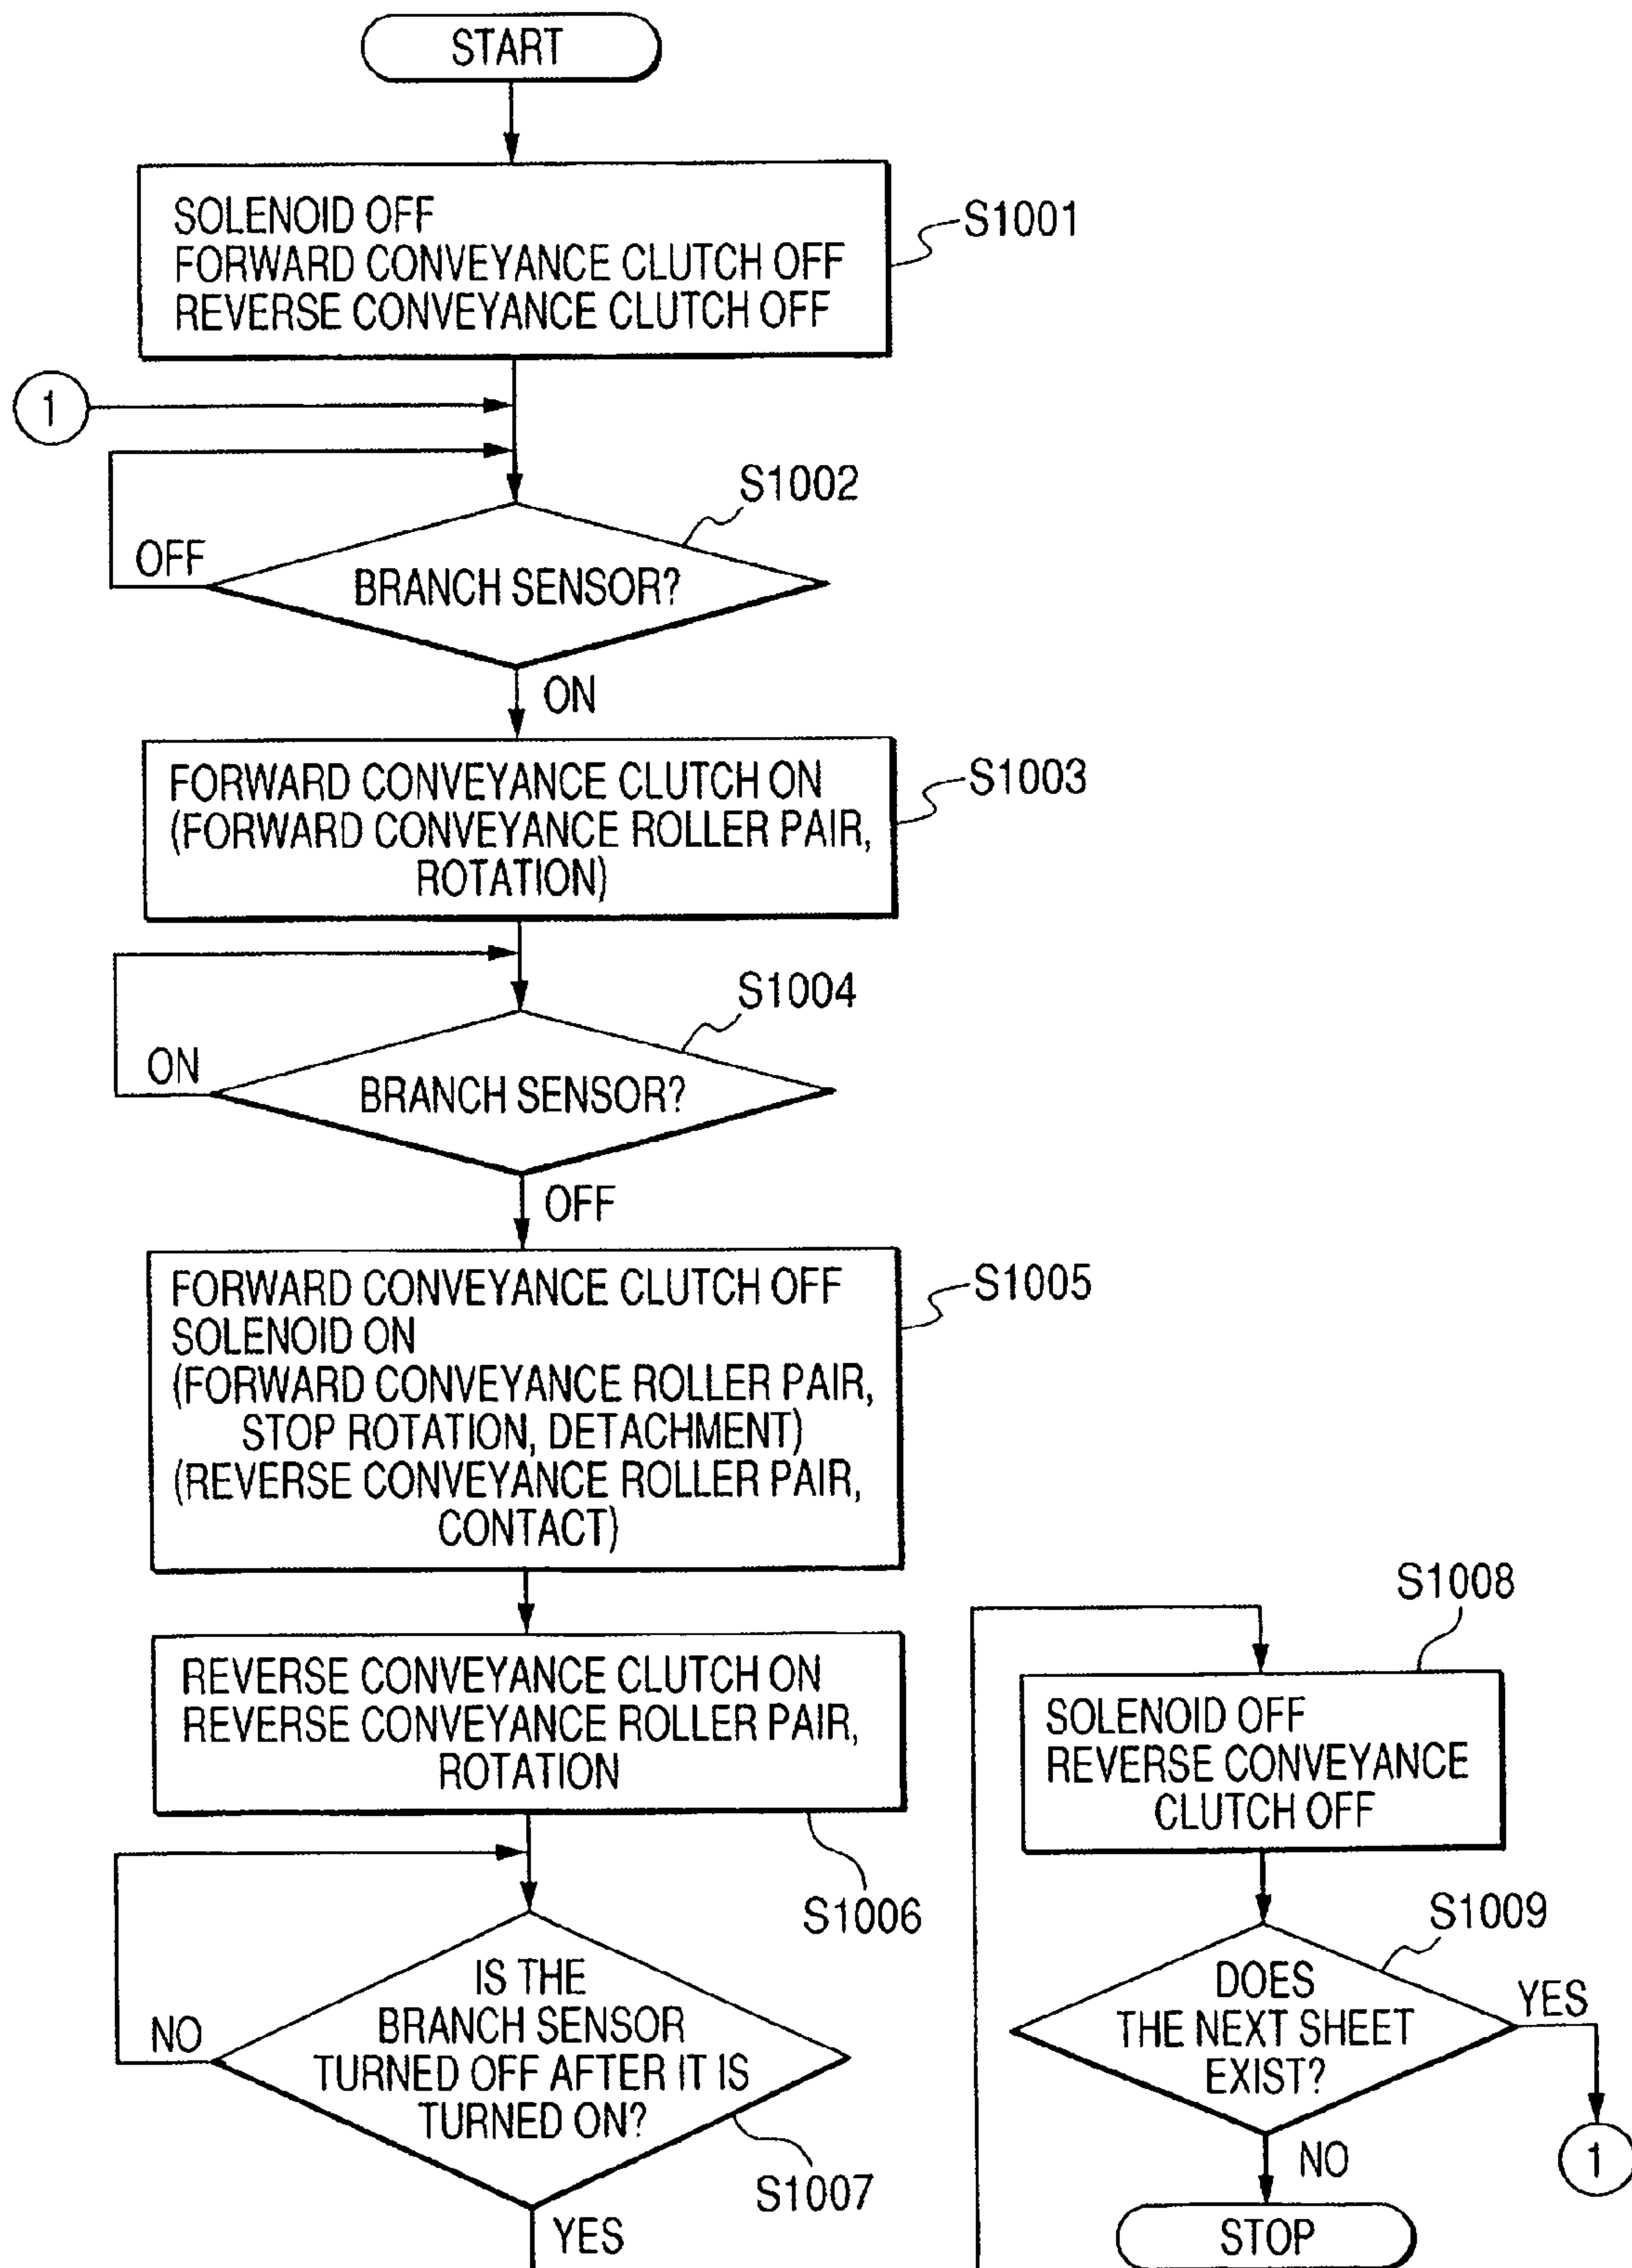 START
SOLENOID OFF
FORWARD CONVEYANCE CLUTCH OFF
REVERSE CONVEYANCE CLUTCH OFF
S1001
1
S1002
OFF
BRANCH SENSOR?
ON
FORWARD CONVEYANCE CLUTCH ON
(FORWARD CONVEYANCE ROLLER PAIR,
ROTATION)
S1003
S1004
ON
BRANCH SENSOR?
OFF
FORWARD CONVEYANCE CLUTCH OFF
SOLENOID ON
(FORWARD CONVEYANCE ROLLER PAIR,
STOP ROTATION, DETACHMENT)
(REVERSE CONVEYANCE ROLLER PAIR,
CONTACT)
S1005
REVERSE CONVEYANCE CLUTCH ON
REVERSE CONVEYANCE ROLLER PAIR,
ROTATION
S1006
NO
IS THE
BRANCH SENSOR
TURNED OFF AFTER IT IS
TURNED ON?
S1007
YES
S1008
SOLENOID OFF
REVERSE CONVEYANCE
CLUTCH OFF
S1009
DOES
THE NEXT SHEET
EXIST?
YES
1
NO
STOP